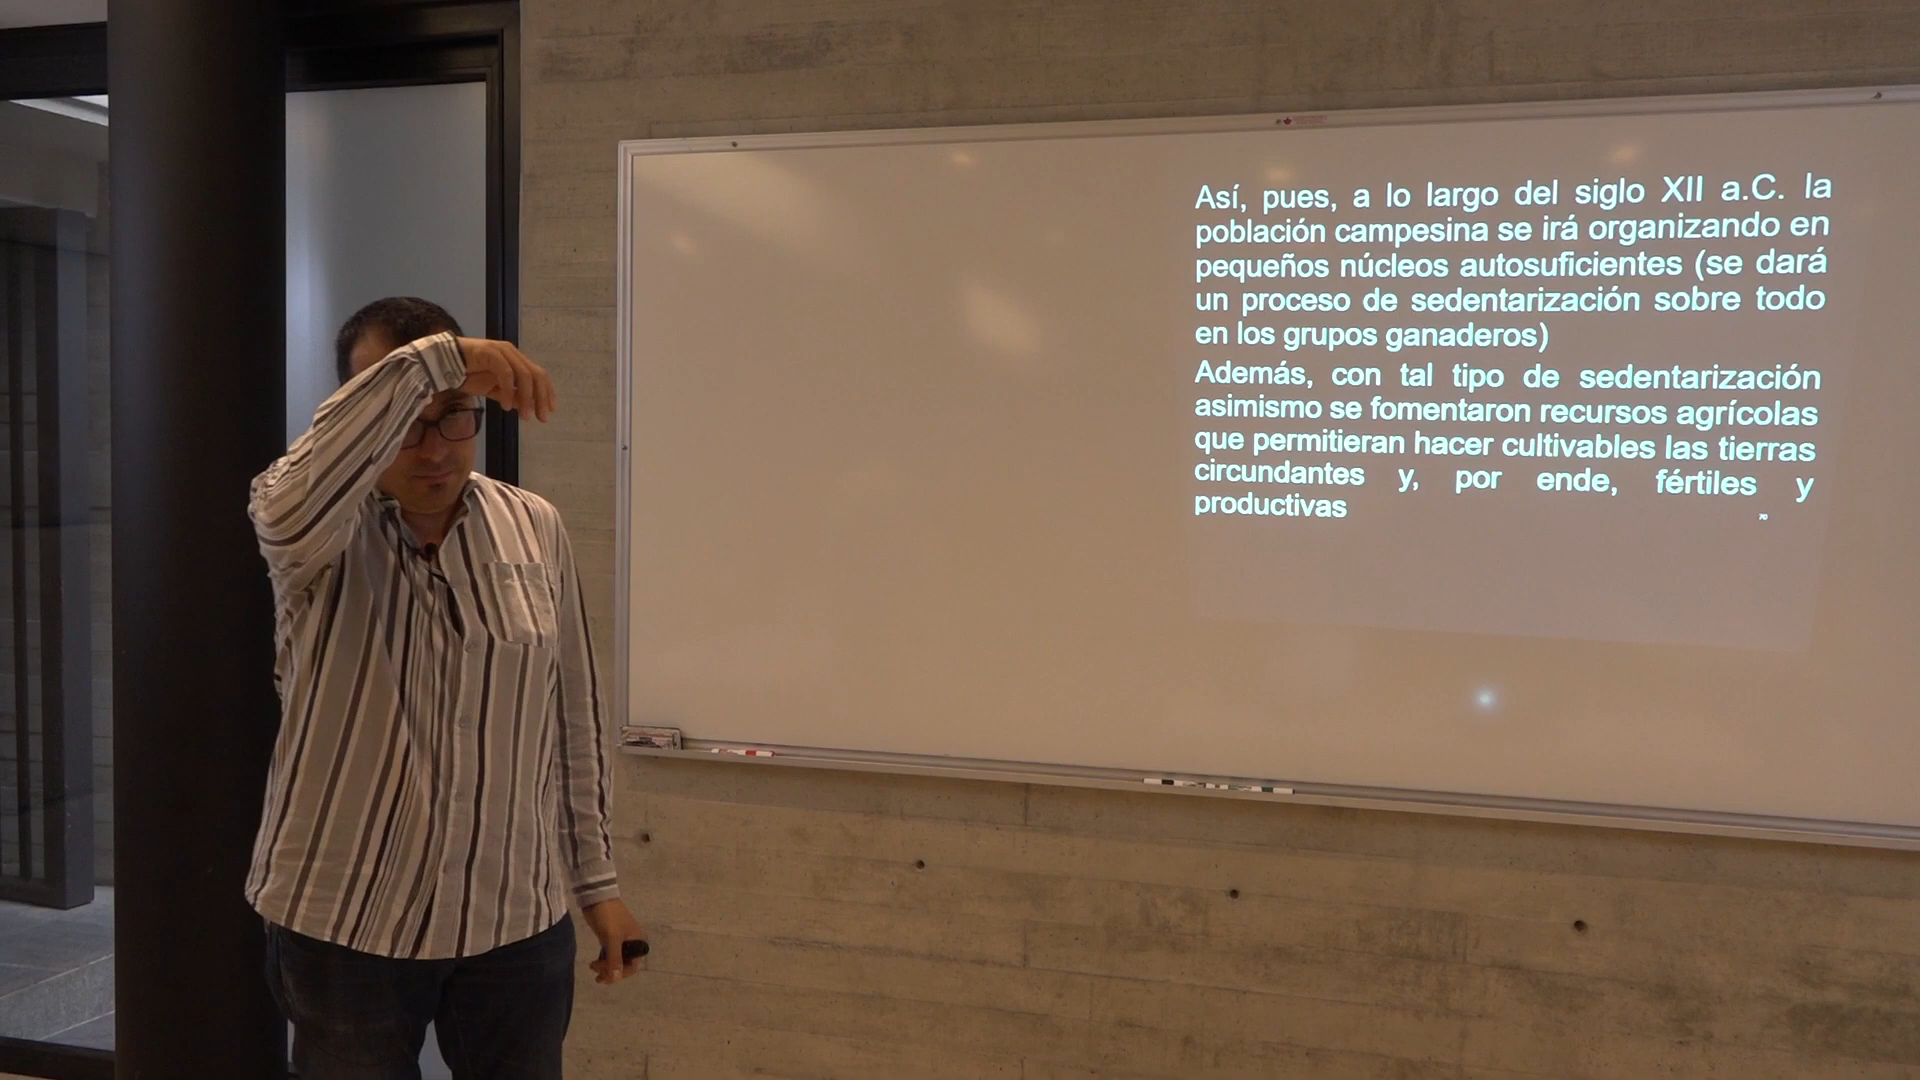 Así, pues, a lo largo del siglo XII a.C. la
población campesina se irá organizando en
pequeños núcleos autosuficientes (se dará
un proceso de sedentarización sobre todo
en los grupos ganaderos)
Además, con tal tipo de sedentarización
asimismo se fomentaron recursos agrícolas
que permitieran hacer cultivables las tierras
circundantes y, por ende, fértiles y
productivas
70